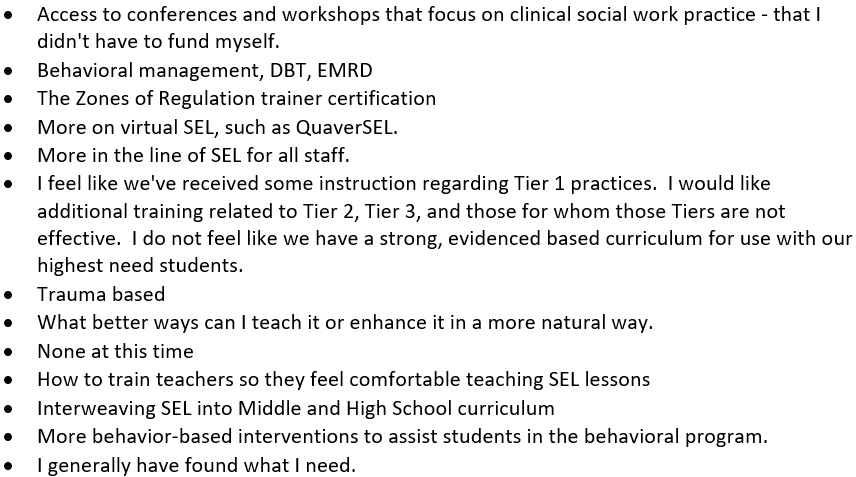 • Access to conferences and workshops that focus on clinical social work practice - that I
didn't have to fund myself.
• Behavioral management, DBT, EMRD
• The Zones of Regulation trainer certification
• More on virtual SEL, such as QuaverSEL.
• More in the line of SEL for all staff.
• I feel like we've received some instruction regarding Tier 1 practices.  I would like
additional training related to Tier 2, Tier 3, and those for whom those Tiers are not
effective.  I do not feel like we have a strong, evidenced based curriculum for use with our
highest need students.
• Trauma based
• What better ways can I teach it or enhance it in a more natural way.
• None at this time
• How to train teachers so they feel comfortable teaching SEL lessons
• Interweaving SEL into Middle and High School curriculum
• More behavior-based interventions to assist students in the behavioral program.
• I generally have found what I need.